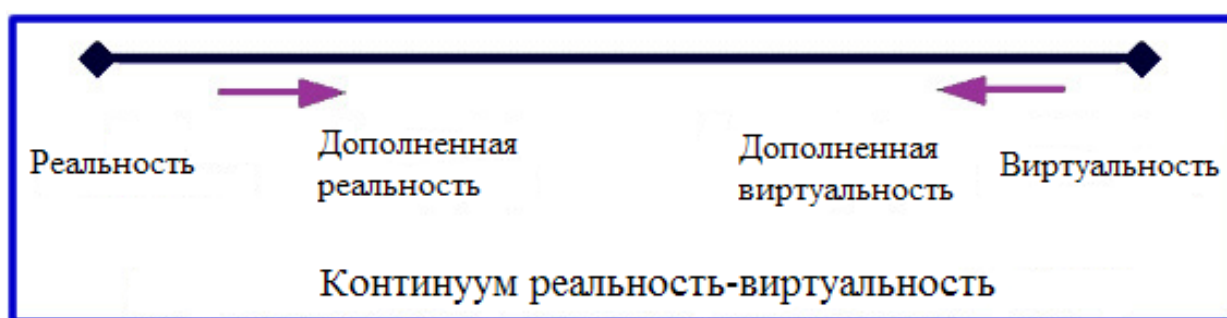 Реальность
Дополненная
реальность
Дополненная
виртуальность
Виртуальность
Континуум реальность-виртуальность